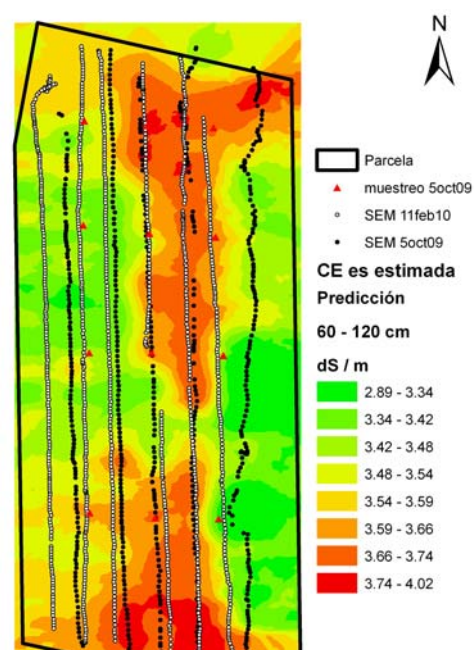 N
Parcela
muestreo 5oct09
SEM 11feb10
SEM 5oct09
CE es estimada
Predicción
60 - 120 cm
dS / m
2.89 - 3.34
3.34 - 3.42
3.42 - 3.48
3.48 - 3.54
3.54 - 3.59
3.59 - 3.66
3.66 - 3.74
3.74 - 4.02